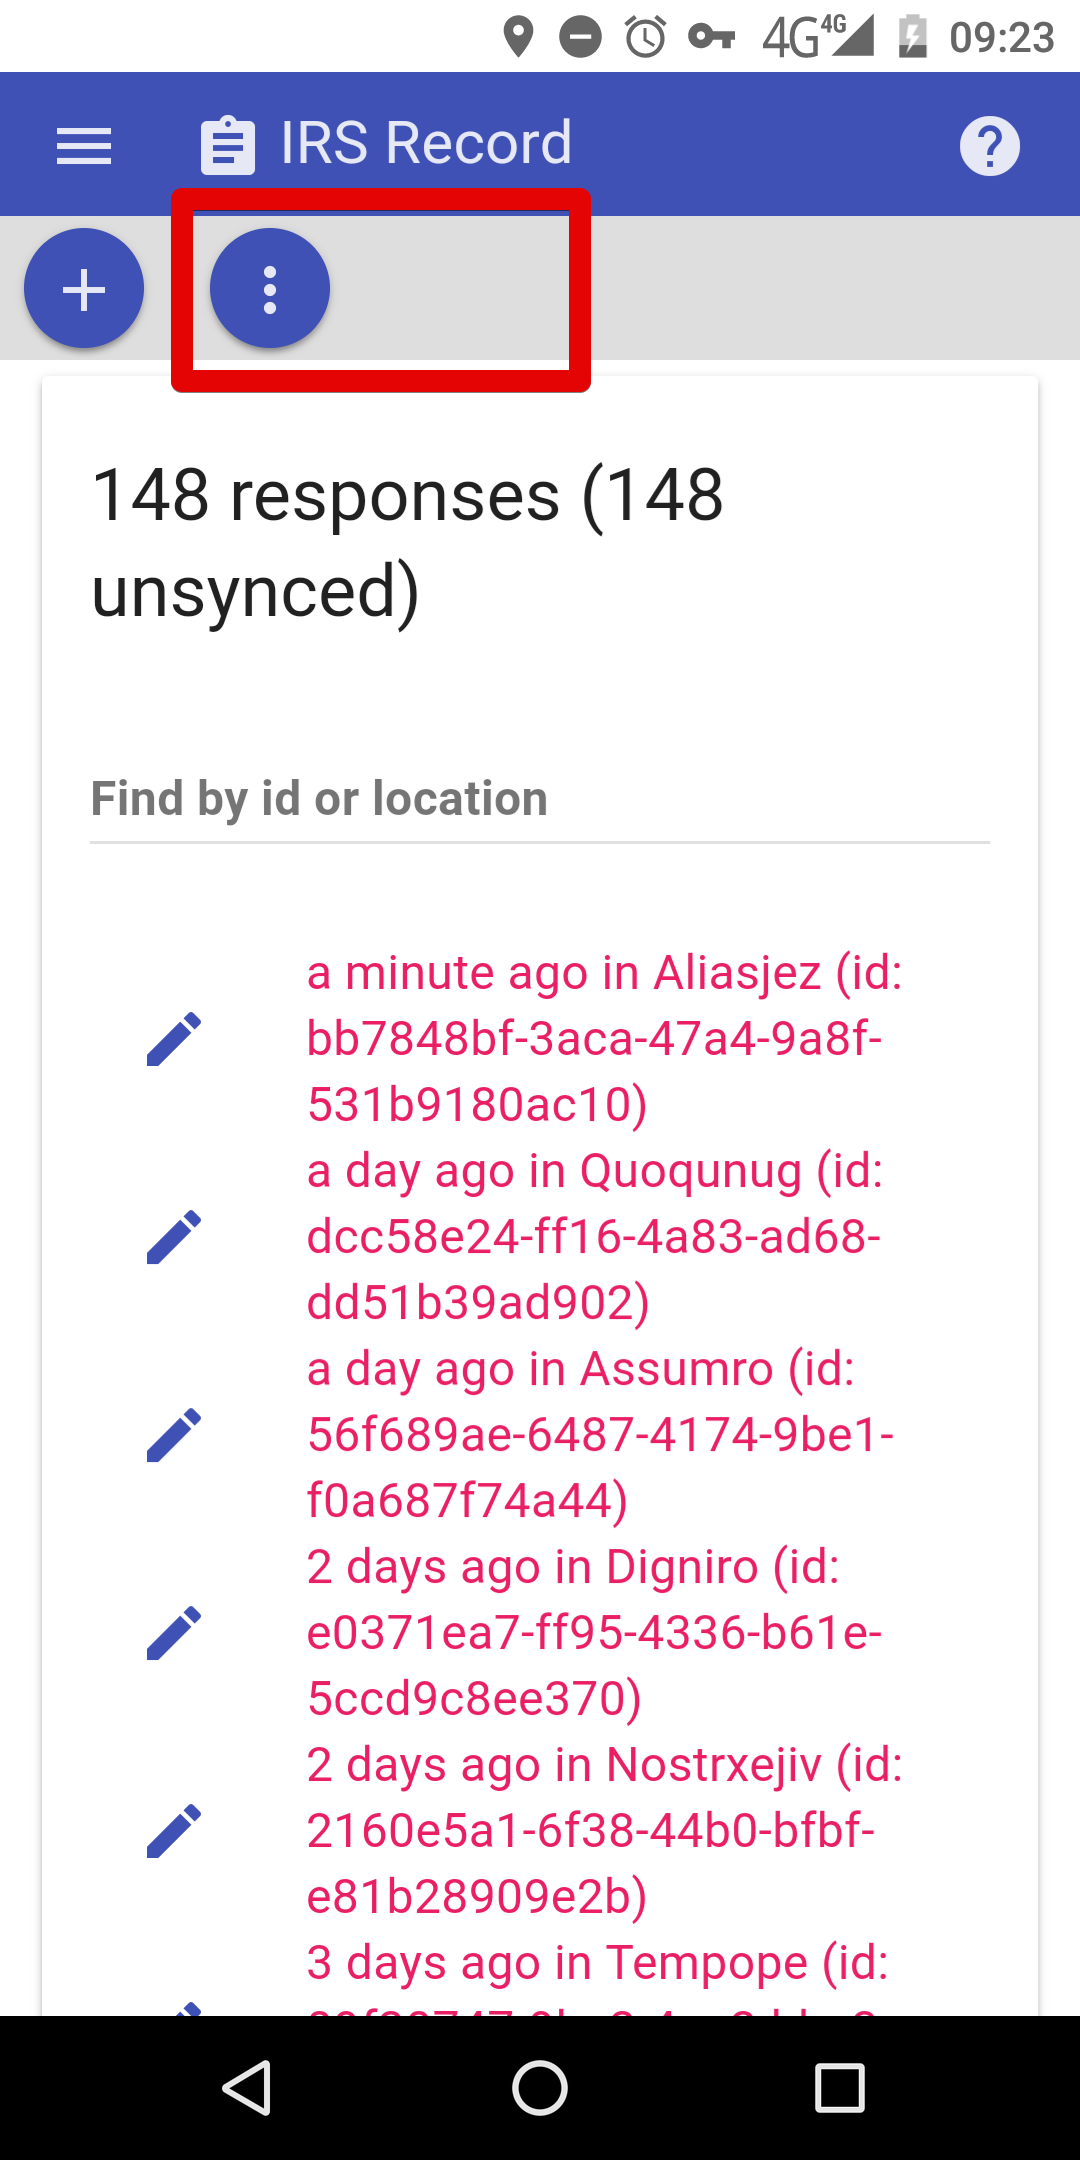 4G 4G 09:23
IRS Record
148 responses (148
unsynced)
Find by id or location
a minute ago in Aliasjez (id:
bb7848bf-3aca-47a4-9a8f-
531b9180ac10)
a day ago in Quoqunug (id:
dcc58e24-ff16-4a83-ad68-
dd51b39ad902)
a day ago in Assumro (id:
56f689ae-6487-4174-9be1-
f0a687f74a44)
2 days ago in Digniro (id:
e0371ea7-ff95-4336-b61e-
5ccd9c8ee370)
2 days ago in Nostrxejiv (id:
2160e5a1-6f38-44b0-bfbf-
e81b28909e2b)
3 days ago in Tempope (id: